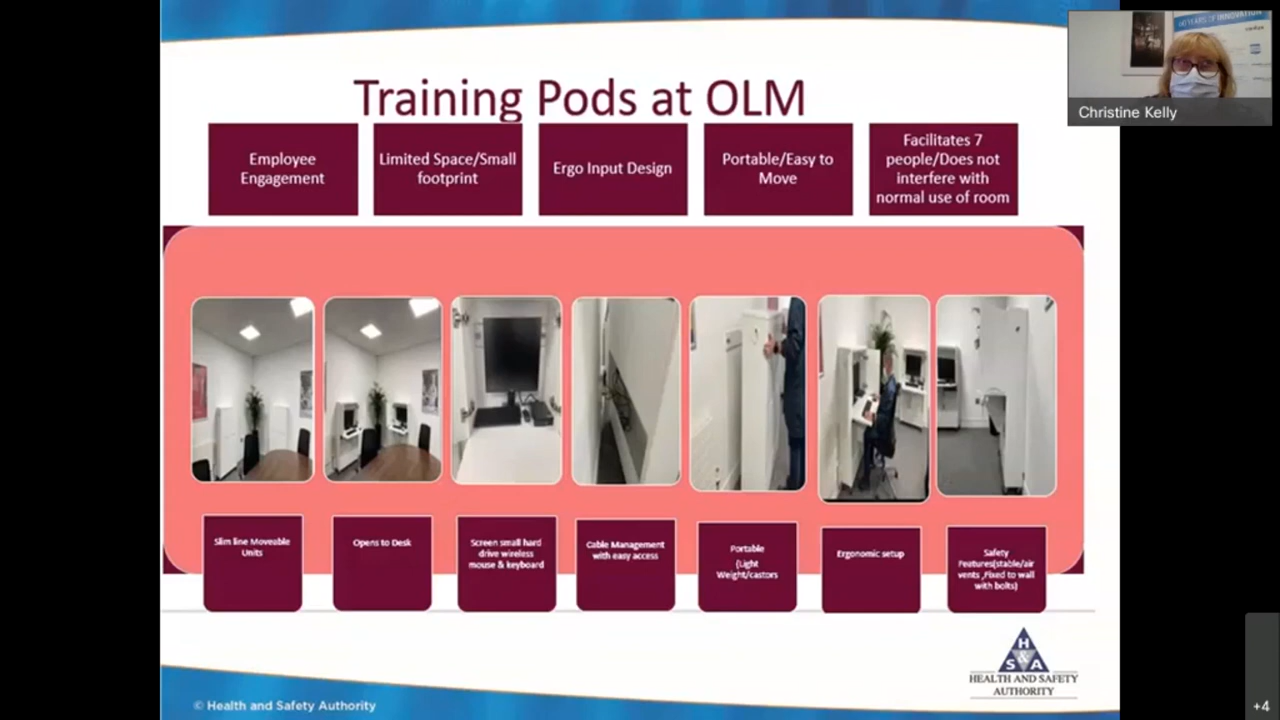 Training Pods at OLM
Employee
Engagement
Limited Space/Small
footprint
Ergo Input Design
Portable/Easy to
Move
Facilitates 7
people/Does not
interfere with
normal use of room
Slim line Moveable
Units
Opens to Desk
Screen small hard
drive wireless
mouse & keyboard
Cable Management
with easy access
Portable
(Light
Weight/castors
Ergonomic setup
Safety
Features(stable/air
vents ,Fixed to wall
with bolts)
H
&
S A
HEALTH AND SAFETY
AUTHORITY
© Health and Safety Authority
YEARS OF INNOVATION
Christine Kelly
+4